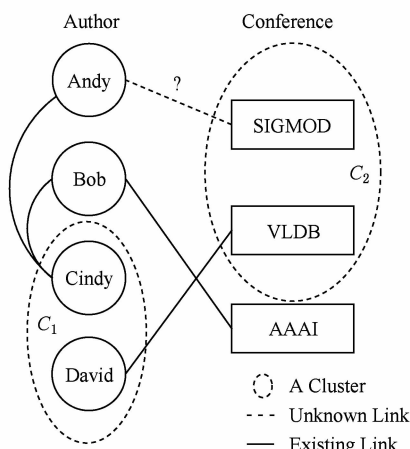 Author
Conference
Andy
?
SIGMOD
Bob
C2
VLDB
Cindy
C1
AAAI
David
A Cluster
Unknown Link
Existing Link